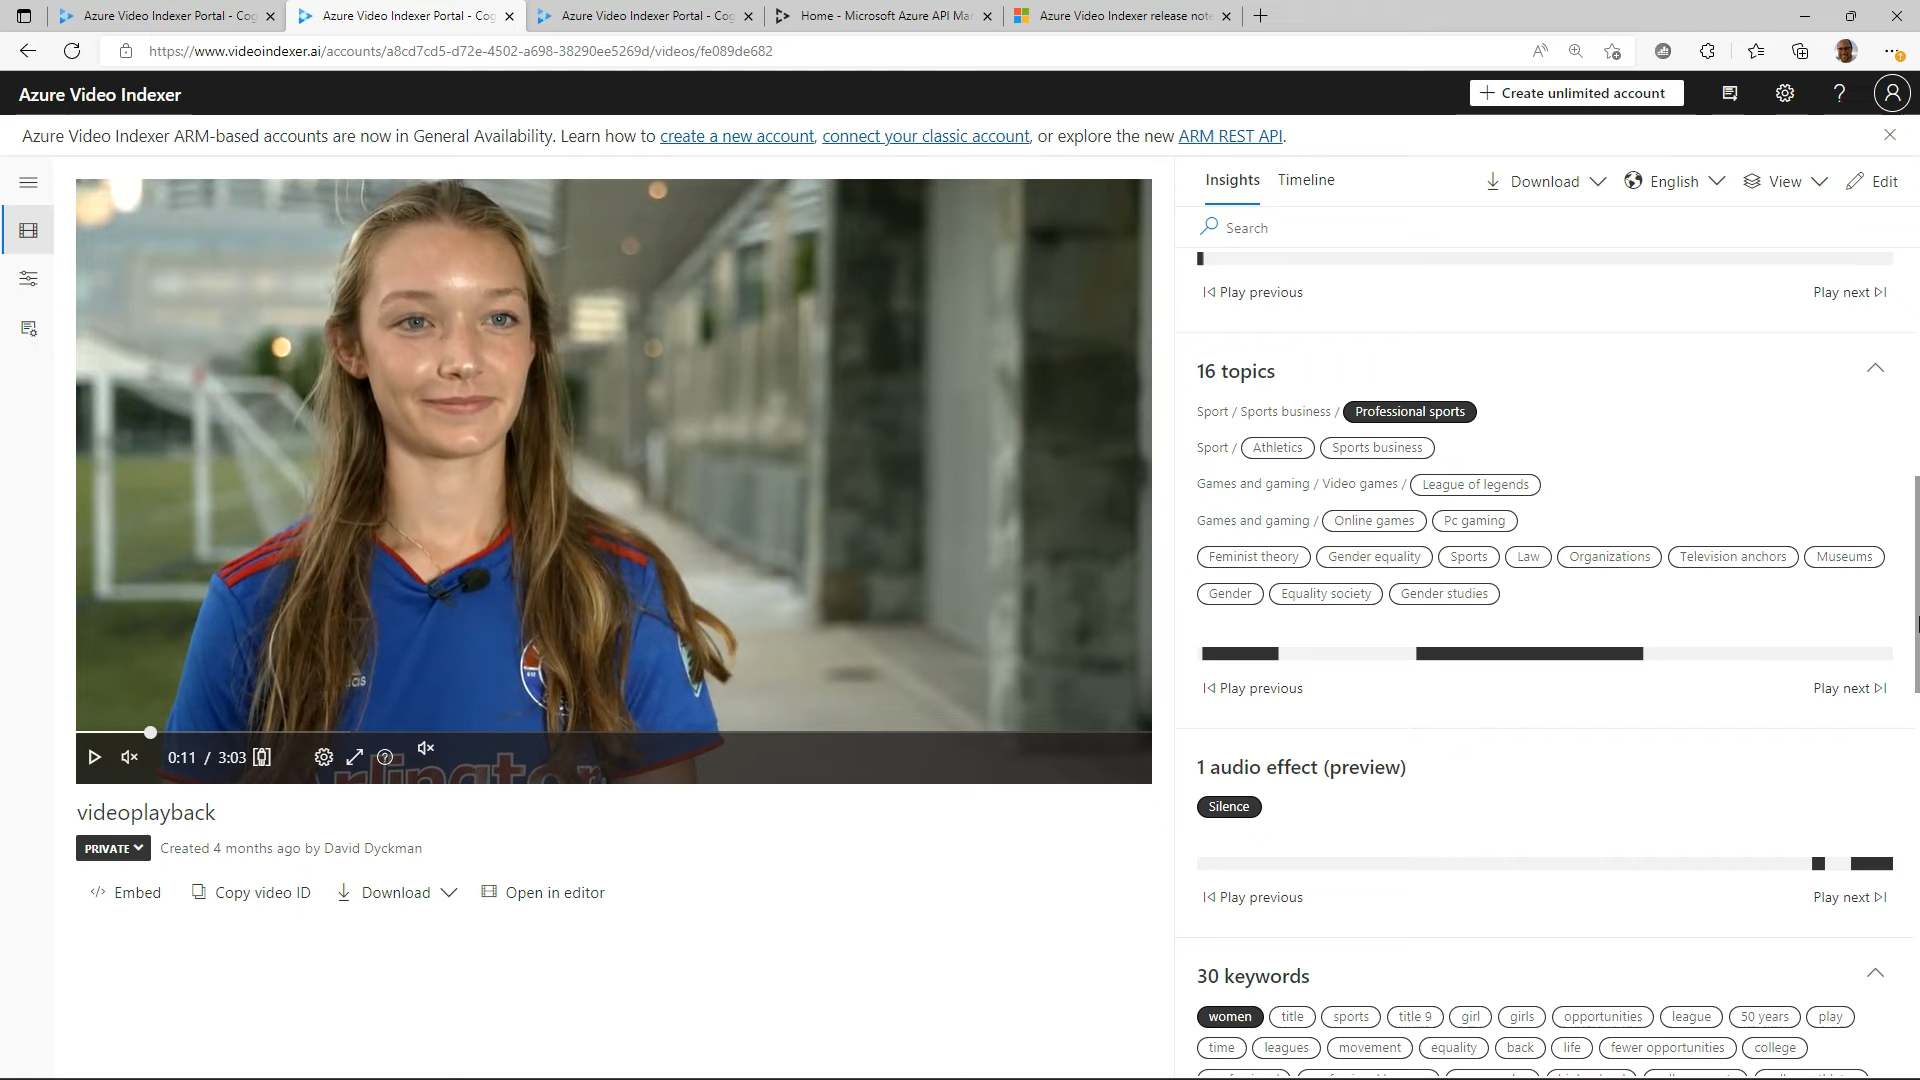 Azure Video Indexer Portal - Cog
Azure Video Indexer Portal - Cog
Azure Video Indexer Portal - Cog
Home - Microsoft Azure API Mar
Azure Video Indexer release note
https://www.videoindexer.ai/accounts/a8cd7cd5-d72e-4502-a698-38290ee5269d/videos/fe089de682
Azure Video Indexer
Create unlimited account
Azure Video Indexer ARM-based accounts are now in General Availability. Learn how to create a new account, connect your classic account, or explore the new ARM REST API.
Insights Timeline
Download English View Edit
Search
Play previous Play next
16 topics
Sport / Sports business / Professional sports
Sport / Athletics Sports business
Games and gaming / Video games / League of legends
Games and gaming / Online games Pc gaming
Feminist theory Gender equality Sports Law Organizations Television anchors Museums
Gender Equality society Gender studies
Play previous Play next
1 audio effect (preview)
Silence
Play previous Play next
30 keywords
women title sports title 9 girl girls opportunities league 50 years play
time leagues movement equality back life fewer opportunities college
0:11 / 3:03
videoplayback
PRIVATE Created 4 months ago by David Dyckman
Embed Copy video ID Download Open in editor